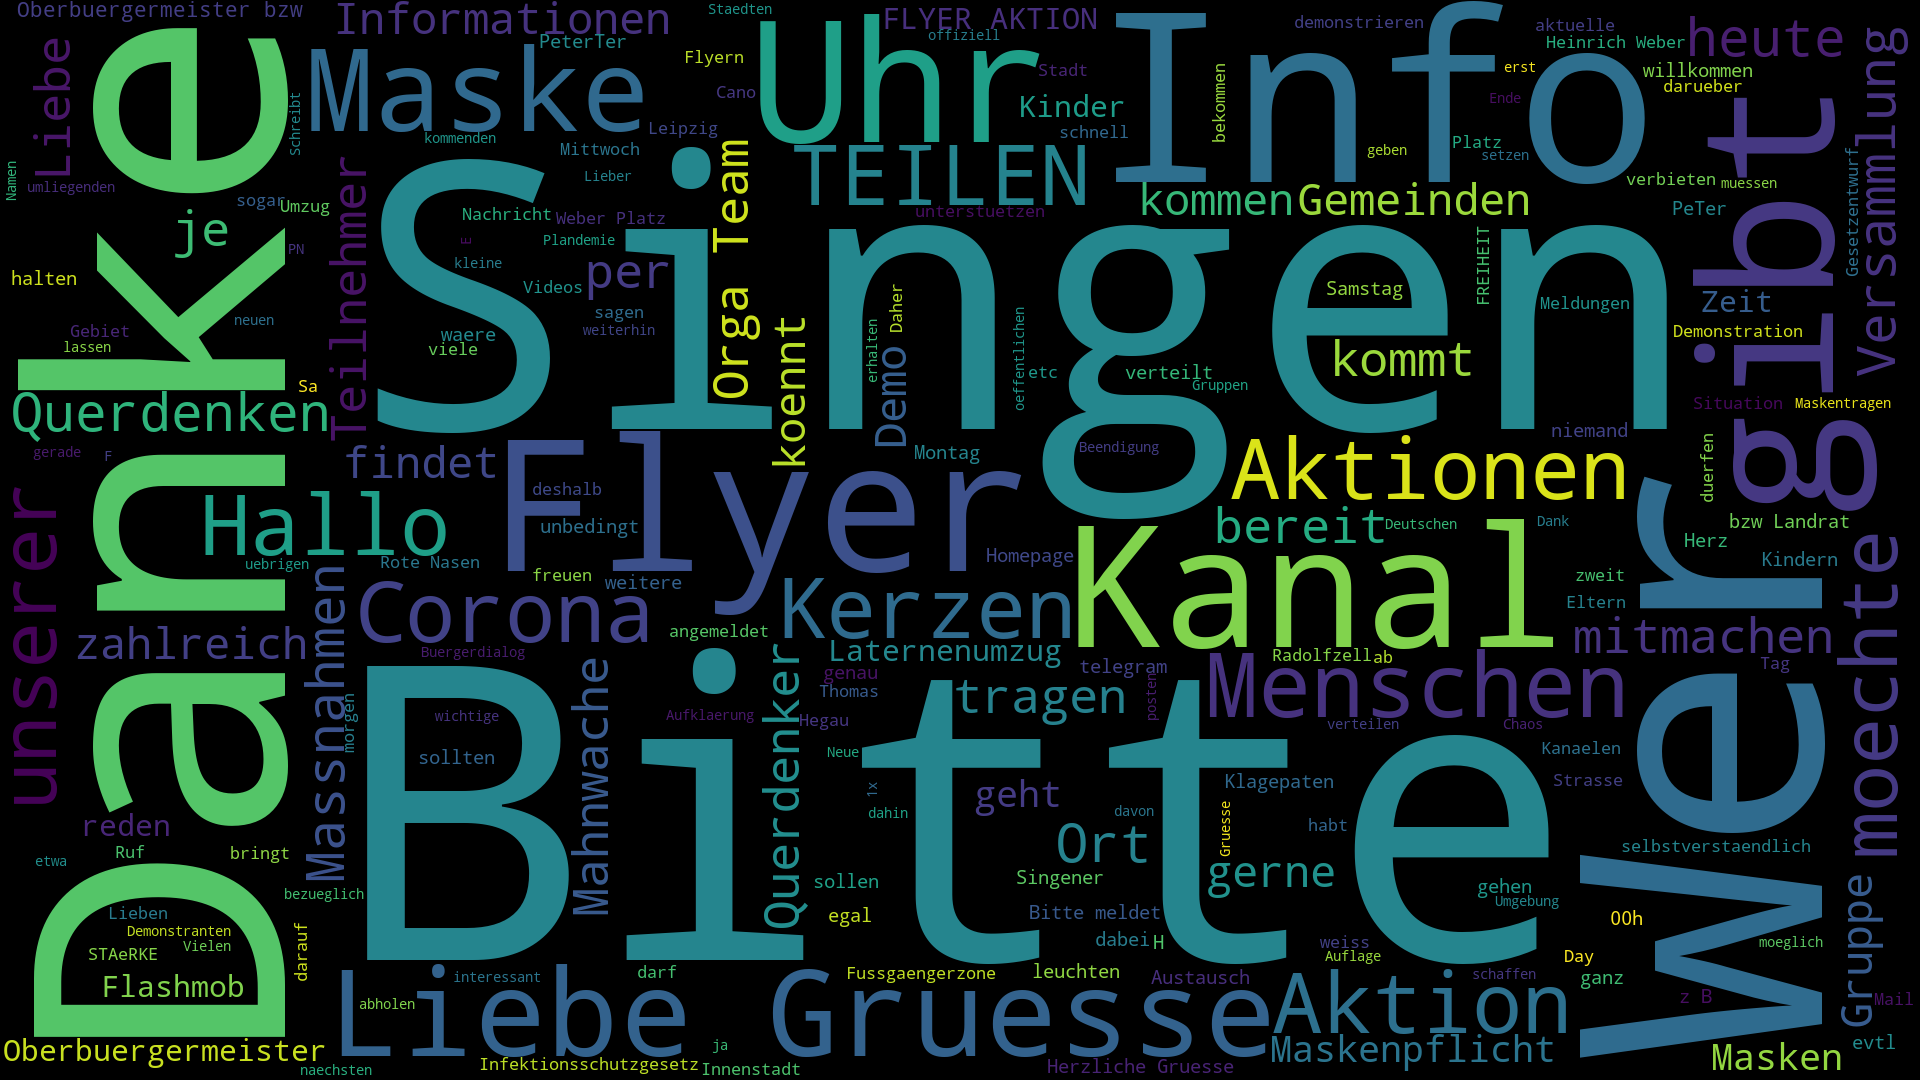 Oberbuergermeister bzw
Informationen
Staedten
FLYER AKTION
demonstrieren
aktuelle
Liebe
PeterTer
Uhr
offiziell
Info
Heinrich Weber
heute
Versammlung
Danke
Maske
Flyern
Stadt
erst
willkommen
darueber
Cano
Kinder
bekommen
Ende
Schreibt
kommenden
Leipzig
schnell
Mittwoch
geben
Platz
setzen
gibt
Gesetzentwurf
Namen
umliegenden
Lieber
TEILEN
verbieten
muessen
sogar
Umzug
Teilnehmer
Orga Team
kommen
Gemeinden
PeTer
je
Nachricht
Weber Platz
unterstuetzen
PN
Singen
E
Plandemie
FREIHEIT
halten
kleine
per
Videos
Daher
Samstag
Meldungen
Zeit
Gebiet
neuen
sagen
weiterhin
Demonstration
lassen
waere
viele
koennt
erhalten
oeffentlichen
kommt
Sa
Demo
etc
verteilt
Gruppen
Situation
Maskentragen
Querdenken
gerade
F
findet
Flyer
Montag
Beendigung
Aktionen
niemand
duerfen
unserer
Hallo
deshalb
unbedingt
bereit
Deutschen
Dank
bzw Landrat
moechte
uebrigen
Rote Nasen
Homepage
Kanal
Herz
Kindern
Massnahmen
freuen
weitere
Kerzen
zweit
Corona
Eltern
Wer
zahlreich
angemeldet
mitmachen
Buergerdialog
Mahnwache
Querdenker
Laternenumzug
telegram
Radolfzell
ab
Tag
genau
Menschen
morgen
Bitte
Thomas
tragen
posten
wichtige
Aufklaerung
Hegau
verteilen
Chaos
sollten
Neue
Kanaelen
1x
geht
Klagepaten
Strasse
reden
dahin
davon
Gruesse
habt
Ruf
bringt
Ort
selbstverstaendlich
etwa
sollen
Singener
gerne
gehen
Umgebung
Gruppe
bezueglich
Lieben
egal
Bitte meldet
00h
Demonstranten
darauf
dabei
H
weiss
moeglich
STAeRKE
Vielen
Auflage
Day
Flashmob
interessant
darf
Fussgaengerzone
leuchten
Austausch
schaffen
ganz
abholen
Liebe Gruesse
Aktion
z B
Mail
Oberbuergermeister
ja
Maskenpflicht
Masken
evtl
naechsten
Infektionsschutzgesetz
Innenstadt
Herzliche Gruesse